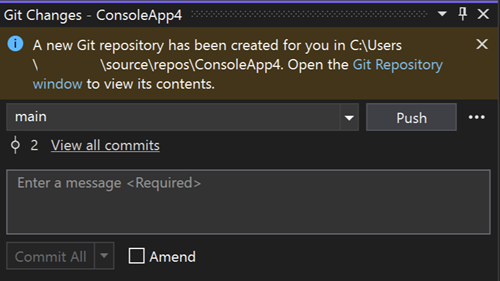 Git Changes - ConsoleApp4
A new Git repository has been created for you in C:\Users
\ \source\repos\ConsoleApp4. Open the Git Repository
window to view its contents.
main
Push
2 View all commits
Enter a message <Required>
Commit All
Amend